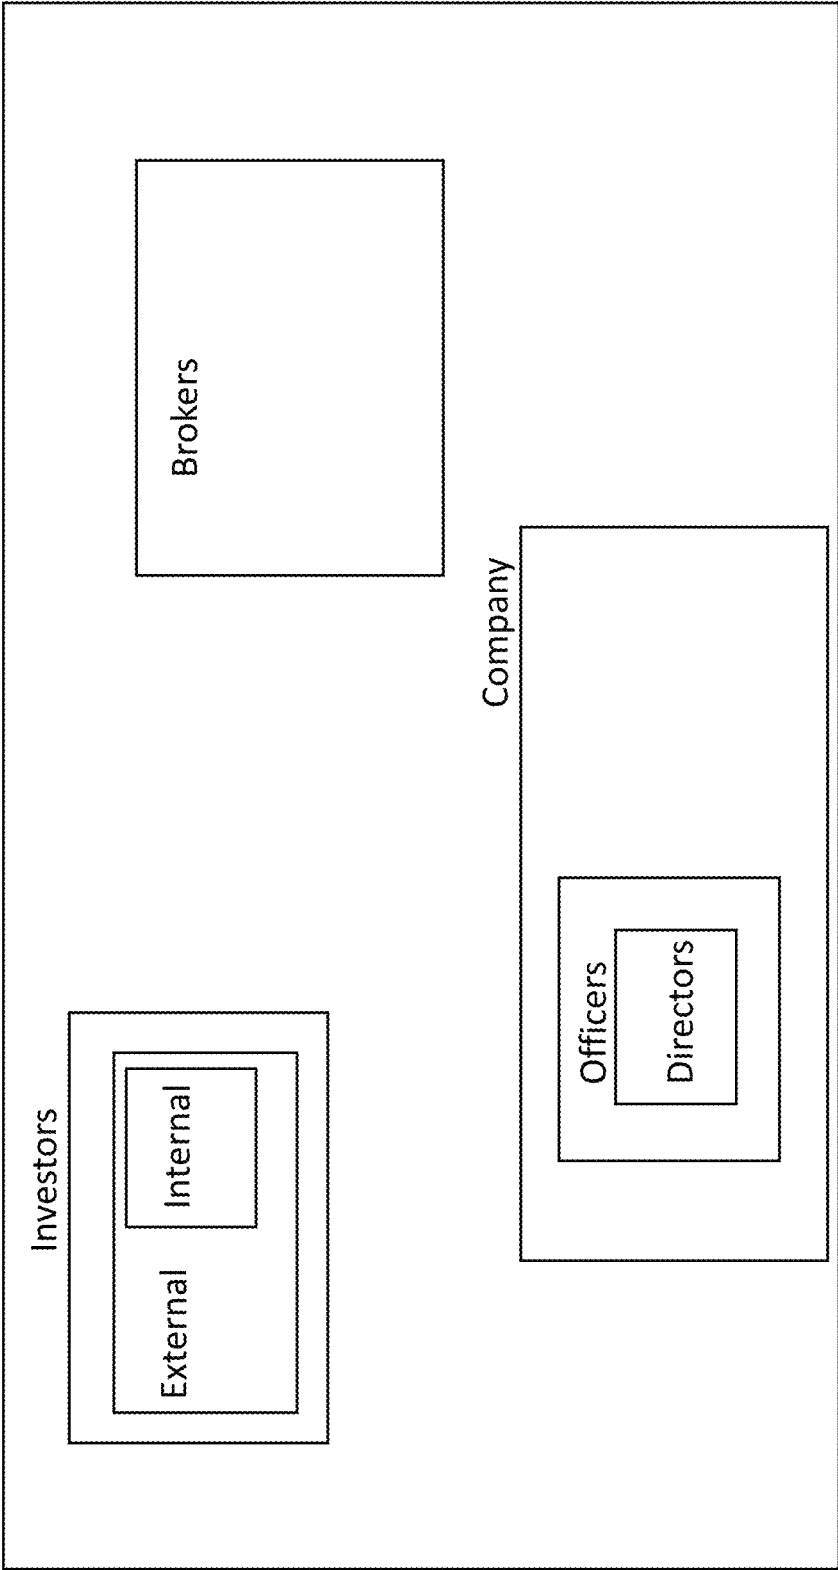 Investors
External
Internal
Brokers
Company
Officers
Directors